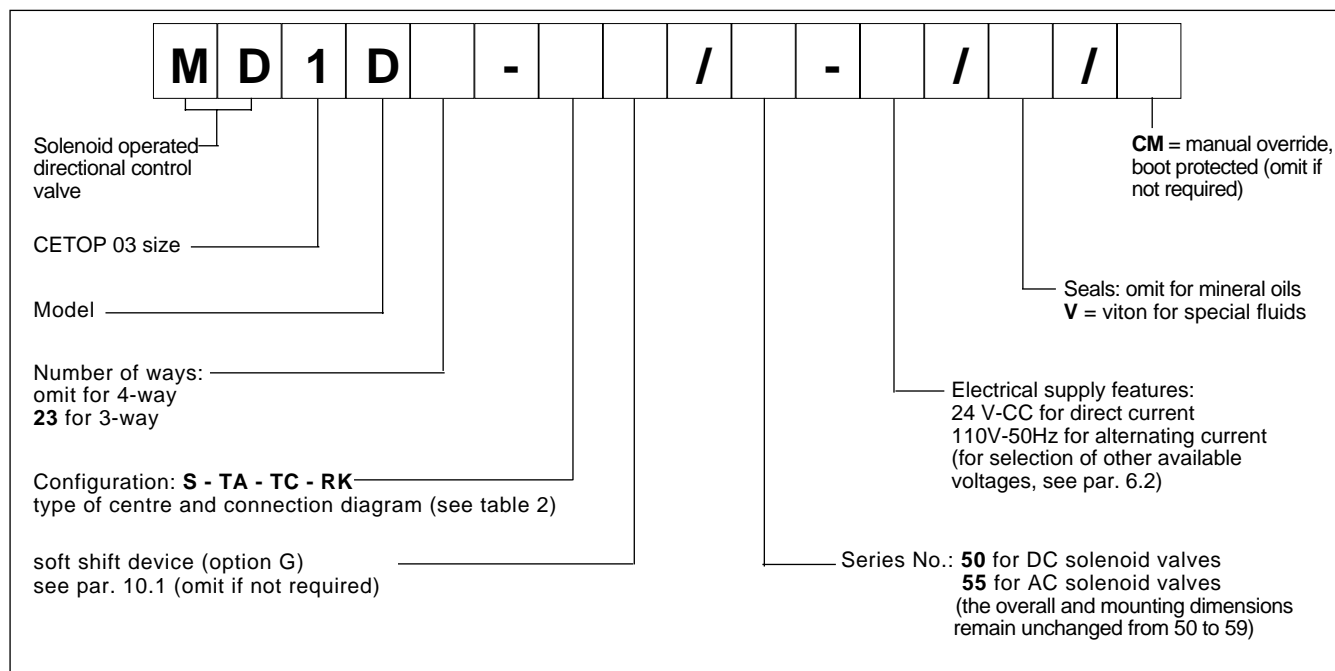 M D 1 D - / - / /
Solenoid operated
directional control
valve
CETOP 03 size
Model
Number of ways:
omit for 4-way
23 for 3-way
Configuration: S - TA - TC - RK
type of centre and connection diagram (see table 2)
soft shift device (option G)
see par. 10.1 (omit if not required)
CM = manual override,
boot protected (omit if
not required)
Seals: omit for mineral oils
V = viton for special fluids
Electrical supply features:
24 V-CC for direct current
110V-50Hz for alternating current
(for selection of other available
voltages, see par. 6.2)
Series No.: 50 for DC solenoid valves
55 for AC solenoid valves
(the overall and mounting dimensions
remain unchanged from 50 to 59)